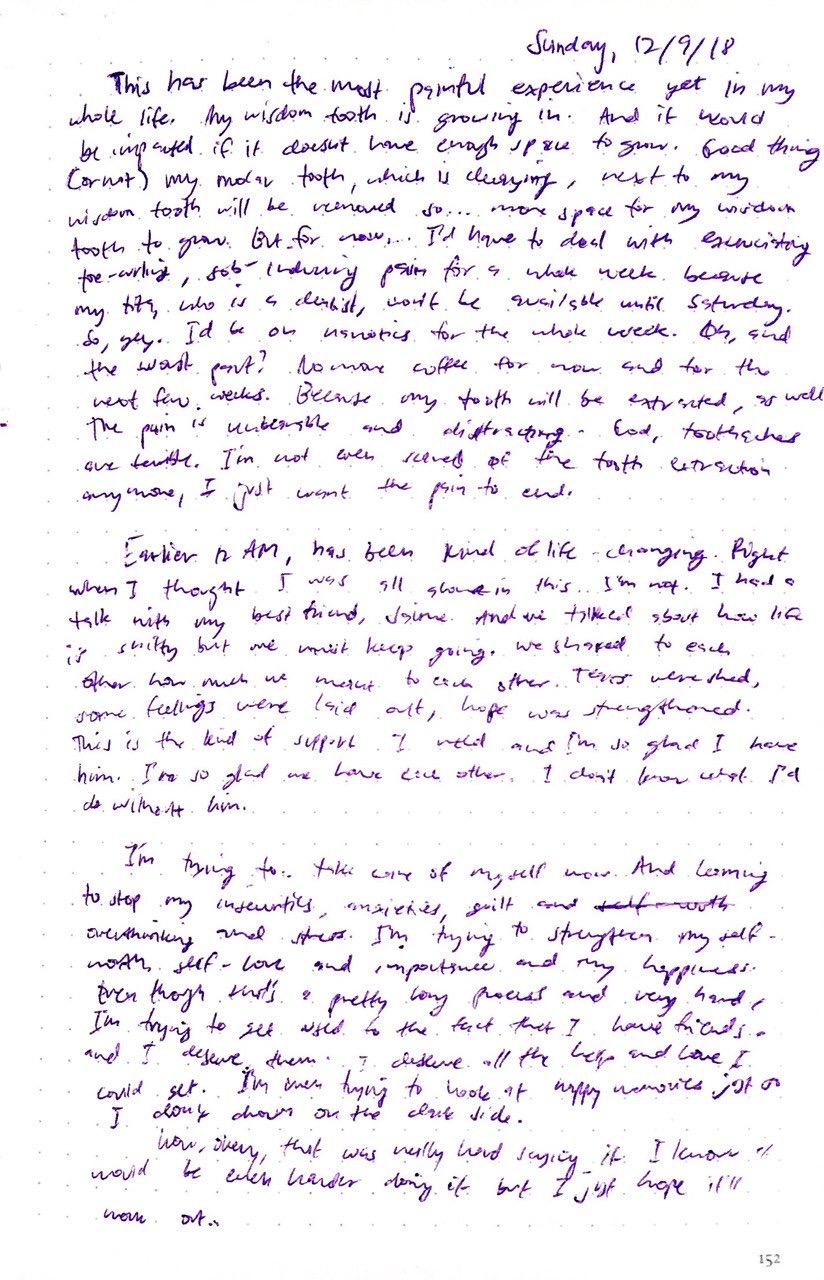 Sunday, 12/9/18
This has been the most painful experience yet in my
whole life. My wisdom tooth is growing in. And it would
be impacted if it doesn't have enough space to grow. Good thing
(or not) my molar tooth, which is decaying, next to my
wisdom tooth will be removed so... more space for my wisdom
tooth to grow. But for now... I'd have to deal with excruciating
toe-curling, sob-inducing pain for a whole week because
my tita, who is a dentist, won't be available until Saturday.
So, yey. I'd be on narcotics for the whole week. Oh, and
the worst part? No more coffee for now and for the
next few weeks. Because my tooth will be extracted, as well
The pain is unbearable and distracting. God, toothaches
are terrible. I'm not even scared of the tooth extraction
anymore, I just want the pain to end.
Earlier 12 AM, has been kind of life-changing. Right
when I thought I was all alone in this.. I'm not. I had a
talk with my best friend, Jaime. And we talked about how life
is shitty but we must keep going. We shared to each
other how much we meant to each other. Tears were shed,
some feelings were laid out, hope was strengthened.
This is the kind of support I need and I'm so glad I have
him. I'm so glad we have each other. I don't know what I'd
do without him.
I'm trying to.. take care of myself now. And learning
to stop my insecurities, anxieties, guilt and self-worth
overthinking and stress. I'm trying to strengthen my self-
worth, self-love and importance and my happiness.
Even though that's a pretty long process and very hard,
I'm trying to get used to the fact that I have friends.
and I deserve them. I deserve all the help and love I
could get. I'm even trying to look at happy memories just so
I don't drown on the dark side.
Now, okay, that was really hard saying it. I know it
would be even harder doing it but I just hope it'll
work out..
152